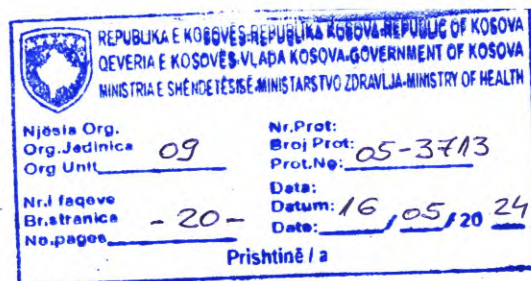 REPUBLIKA E KOSOVËS-REPUBLIKA KOSOVA-REPUBLIC OF KOSOVA
QEVERIA E KOSOVËS-VLADA KOSOVA-GOVERNMENT OF KOSOVA
MINISTRIA E SHËNDETËSISË-MINISTARSTVO ZDRAVLJA-MINISTRY OF HEALTH
Njësia Org.
Org.Jedinica 09
Org Unit
Nr.Prot:
Broj Prot: 05-3713
Prot.No:
Nr.i faqeve
Br.stranica - 20 -
No.pages
Data:
Datum: 16 / 05 / 20 24
Date:
Prishtinë / a